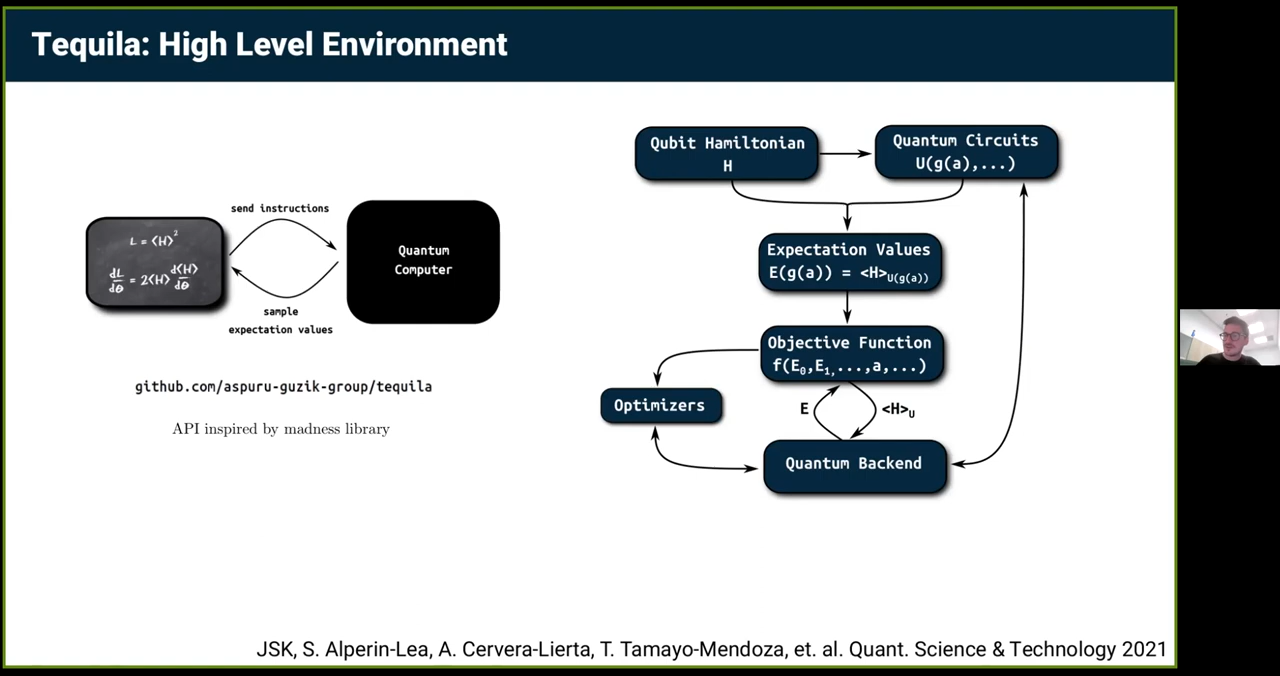 Tequila: High Level Environment
send instructions
L = ⟨H⟩²
dL/dθ = 2⟨H⟩ d⟨H⟩/dθ
Quantum
Computer
sample
expectation values
github.com/aspuru-guzik-group/tequila
API inspired by madness library
Qubit Hamiltonian
H
Quantum Circuits
U(g(a),...)
Expectation Values
E(g(a)) = <H>U(g(a))
Objective Function
f(E0,E1,...,a,...)
Optimizers
E
<H>U
Quantum Backend
JSK, S. Alperin-Lea, A. Cervera-Lierta, T. Tamayo-Mendoza, et. al. Quant. Science & Technology 2021